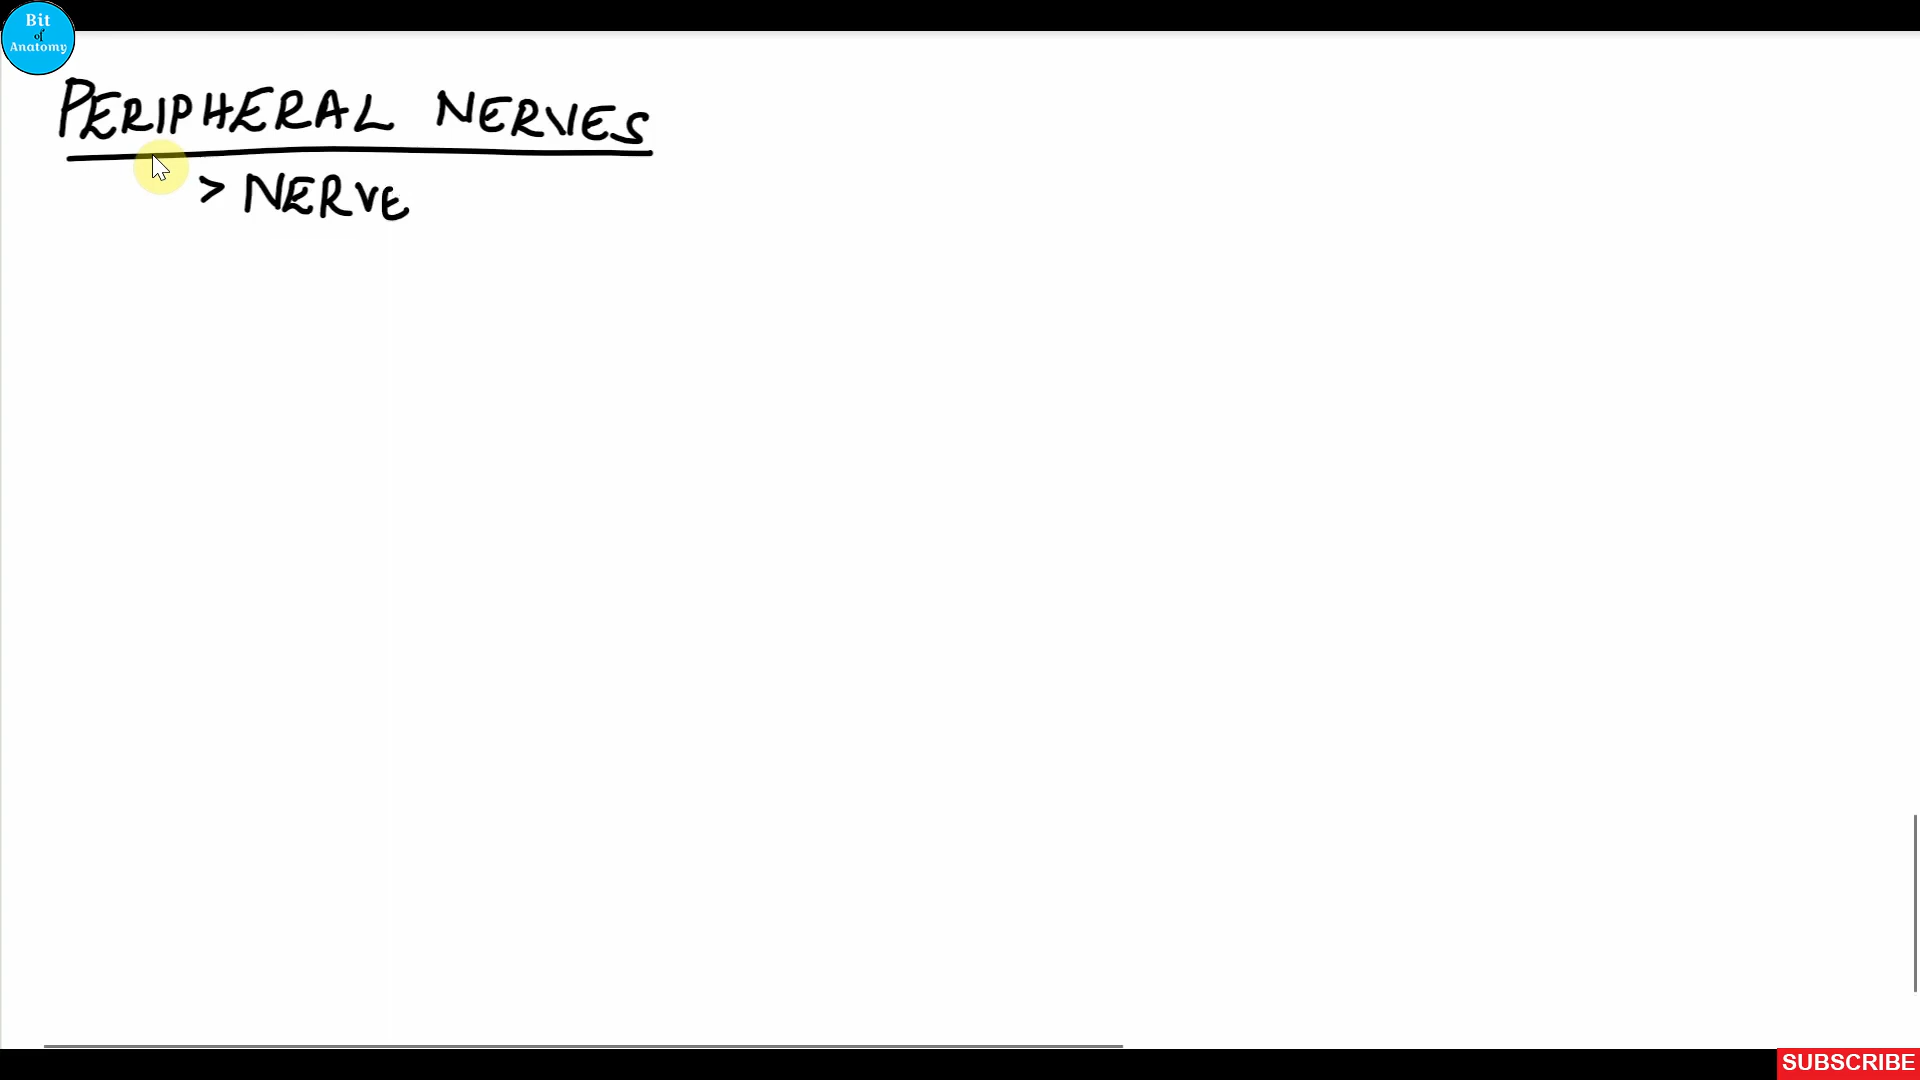 Bit
of
Anatomy
PERIPHERAL NERVES
> NERVE
SUBSCRIBE